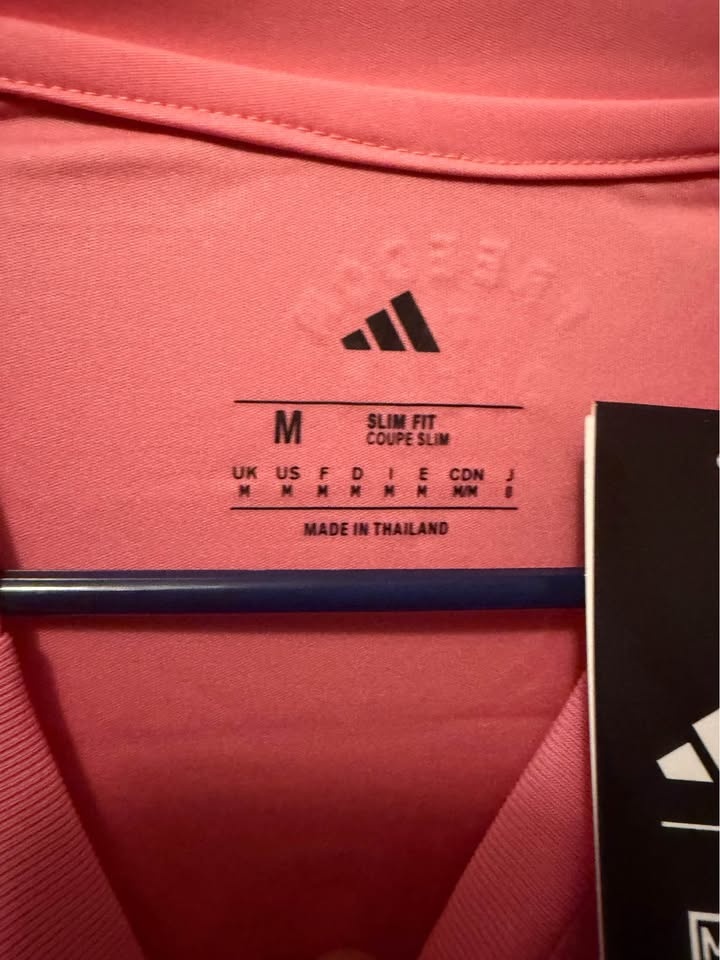 M
SLIM FIT
COUPE SLIM
UK US F D I E CDN J
M M M M M M M/M
MADE IN THAILAND